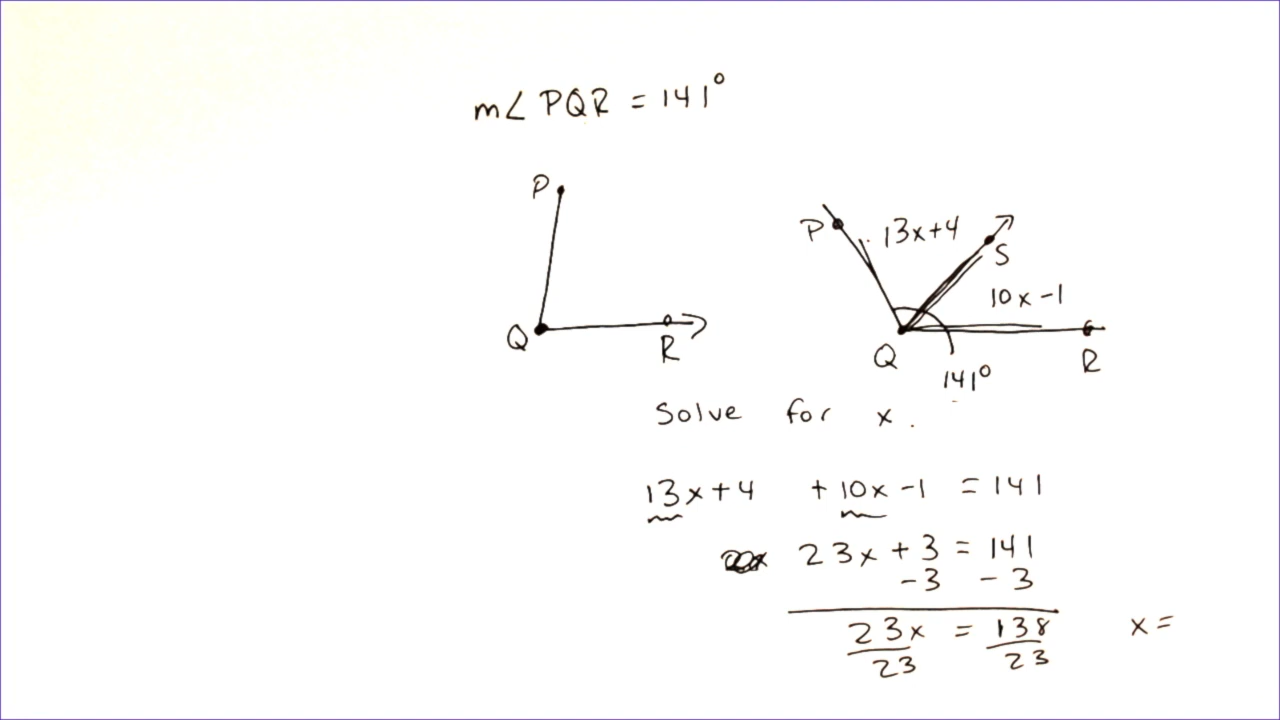 m∠ PQR = 141°
P
Q
R
P
13x+4
S
10x-1
Q
141°
R
Solve for x.
13x+4 +10x-1 = 141
23x+3 = 141
-3 -3
23x = 138
23 23
x =